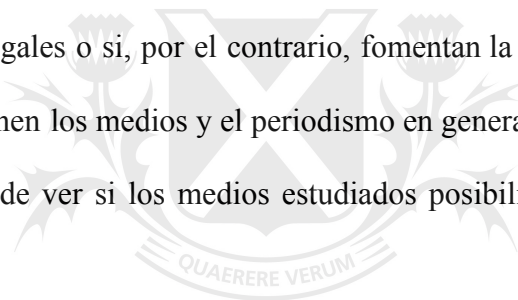 gales o si, por el contrario, fomentan la
nen los medios y el periodismo en genera
de ver si los medios estudiados posibil
QUAERERE VERUM